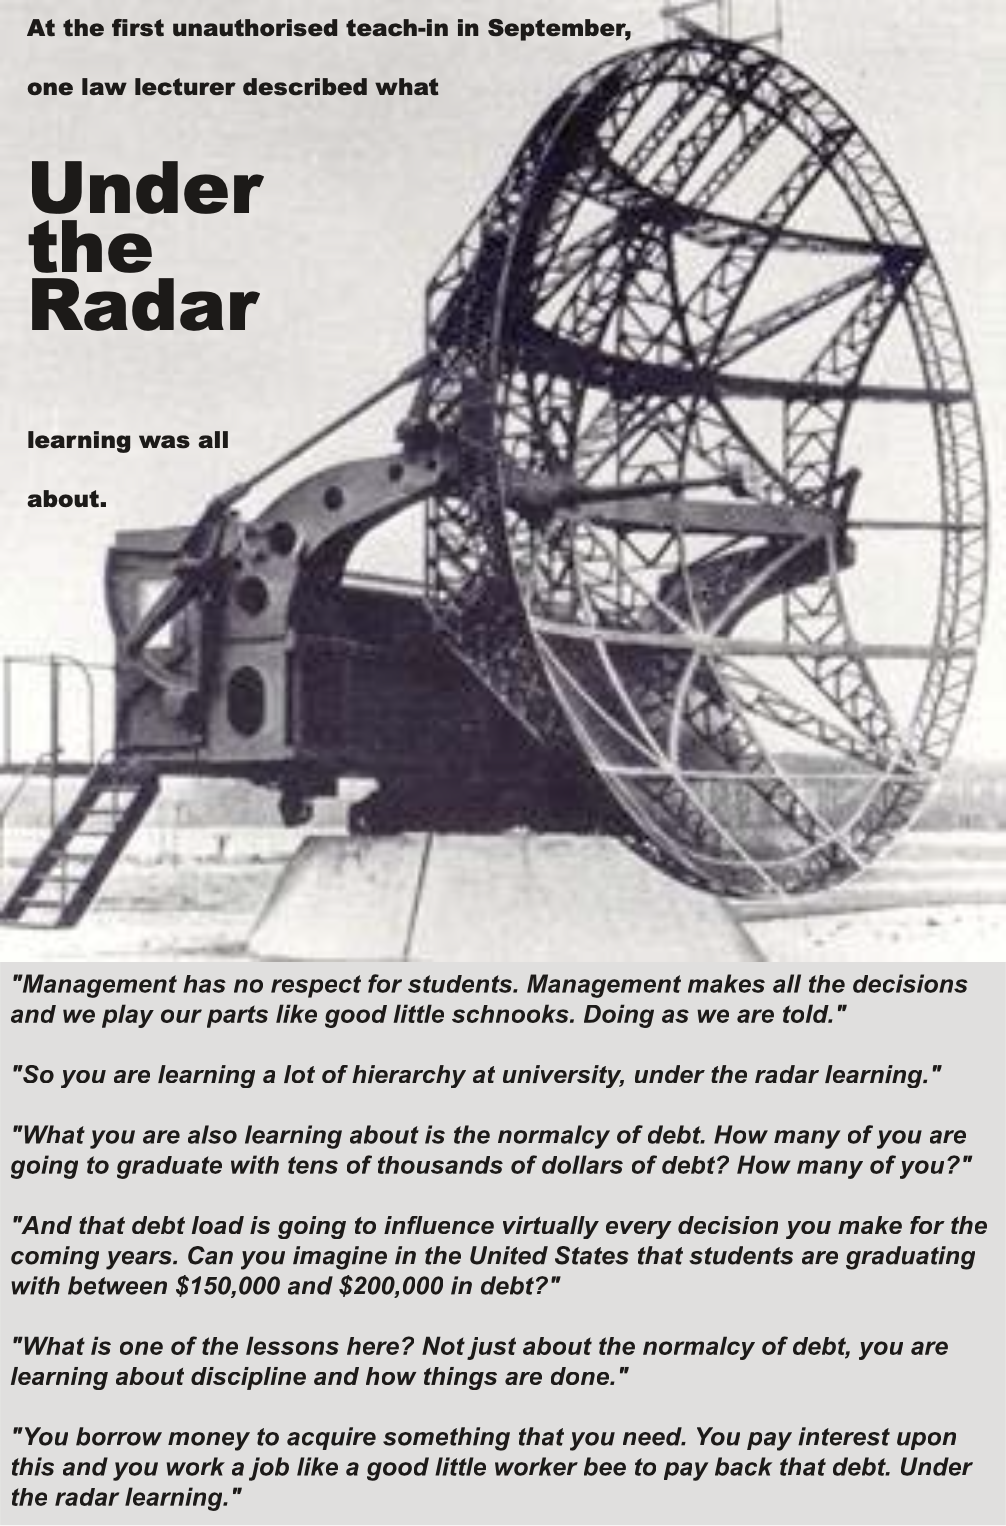 At the first unauthorised teach-in in September,
one law lecturer described what
Under
the
Radar
learning was all
about.
"Management has no respect for students. Management makes all the decisions
and we play our parts like good little schnooks. Doing as we are told."
"So you are learning a lot of hierarchy at university, under the radar learning."
"What you are also learning about is the normalcy of debt. How many of you are
going to graduate with tens of thousands of dollars of debt? How many of you?"
"And that debt load is going to influence virtually every decision you make for the
coming years. Can you imagine in the United States that students are graduating
with between $150,000 and $200,000 in debt?"
"What is one of the lessons here? Not just about the normalcy of debt, you are
learning about discipline and how things are done."
"You borrow money to acquire something that you need. You pay interest upon
this and you work a job like a good little worker bee to pay back that debt. Under
the radar learning."